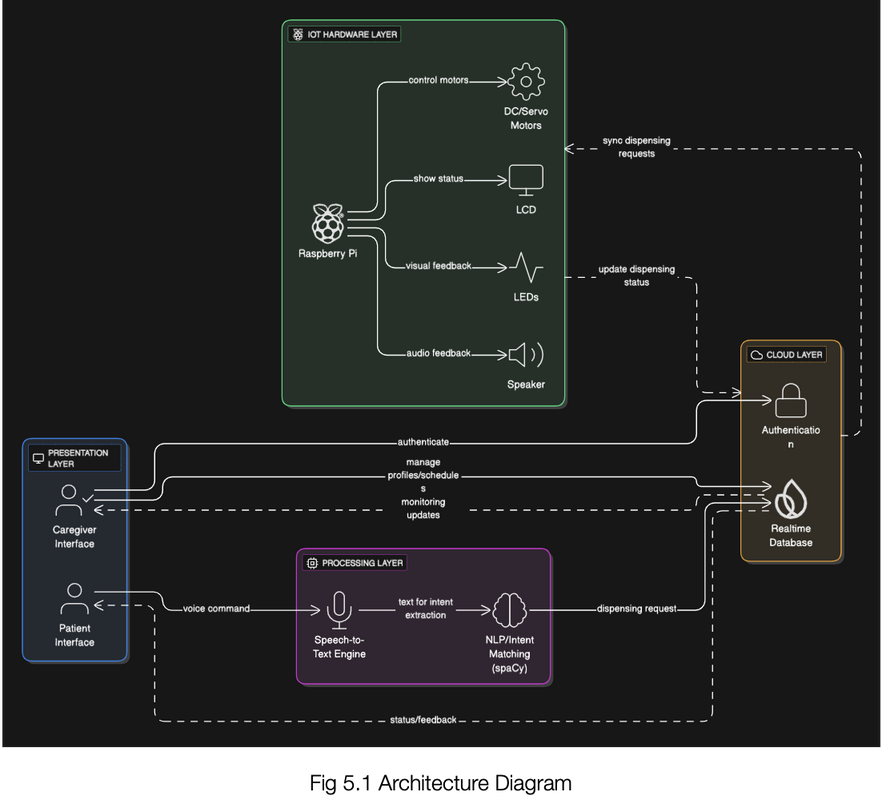 IOT HARDWARE LAYER
control motors
DC/Servo
Motors
sync dispensing
requests
show status
LCD
Raspberry Pi
visual feedback
LEDs
update dispensing
status
audio feedback
Speaker
CLOUD LAYER
Authenticatio
n
PRESENTATION
LAYER
authenticate
manage
profiles/schedule
s
monitoring
updates
Caregiver
Interface
Realtime
Database
PROCESSING LAYER
Patient
Interface
voice command
Speech-to-
Text Engine
text for intent
extraction
NLP/Intent
Matching
(spaCy)
dispensing request
status/feedback
Fig 5.1 Architecture Diagram